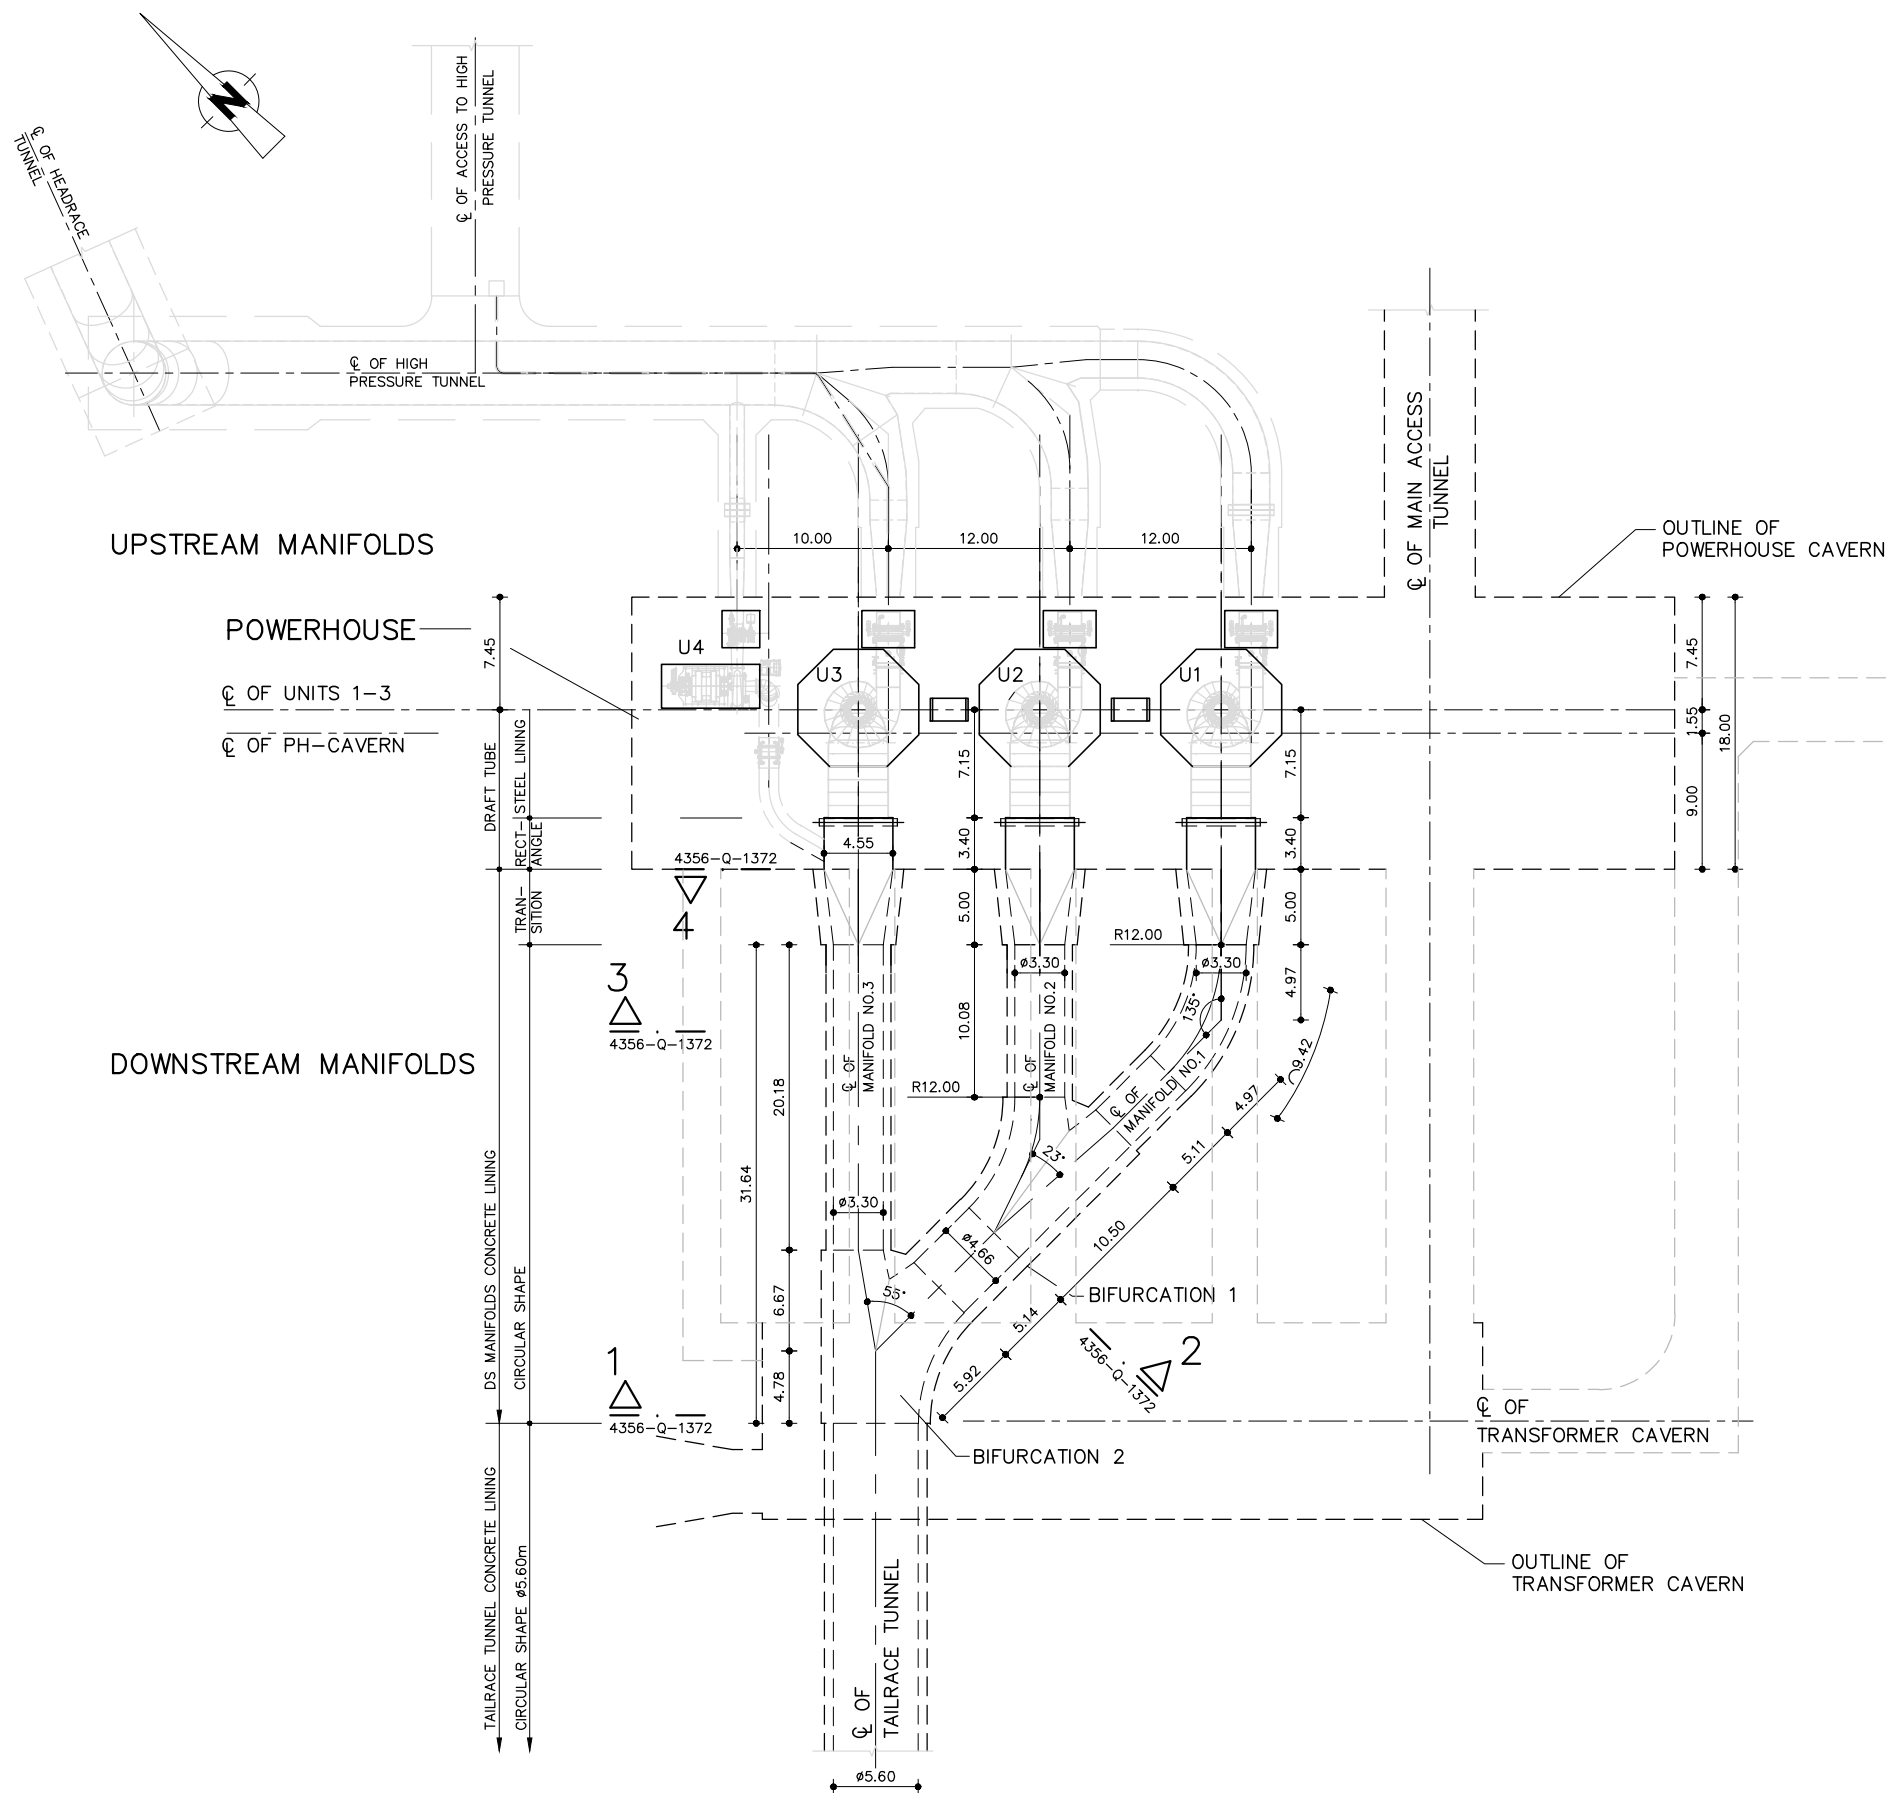 N
℄ OF HEADRACE
TUNNEL
℄ OF ACCESS TO HIGH
PRESSURE TUNNEL
℄ OF HIGH
PRESSURE TUNNEL
℄ OF MAIN ACCESS
TUNNEL
UPSTREAM MANIFOLDS
10.00
12.00
12.00
OUTLINE OF
POWERHOUSE CAVERN
POWERHOUSE
7.45
U4
U3
U2
U1
7.45
1.55
18.00
9.00
℄ OF UNITS 1-3
℄ OF PH-CAVERN
DRAFT TUBE
STEEL LINING
RECT-
ANGLE
TRAN-
SITION
7.15
7.15
3.40
3.40
4.55
4356-Q-1372
4
5.00
5.00
R12.00
ø3.30
ø3.30
4.97
135°
3
4356-Q-1372
DOWNSTREAM MANIFOLDS
℄ OF
MANIFOLD NO.3
10.08
℄ OF
MANIFOLD NO.2
℄ OF
MANIFOLD NO.1
9.42
4.97
R12.00
20.18
31.64
23°
5.11
ø3.30
10.50
ø4.66
55°
6.67
BIFURCATION 1
5.14
DS MANIFOLDS CONCRETE LINING
CIRCULAR SHAPE
1
4356-Q-1372
4.78
5.92
2
4356-Q-1372
℄ OF
TRANSFORMER CAVERN
BIFURCATION 2
OUTLINE OF
TRANSFORMER CAVERN
TAILRACE TUNNEL CONCRETE LINING
CIRCULAR SHAPE ø5.60m
℄ OF
TAILRACE TUNNEL
ø5.60